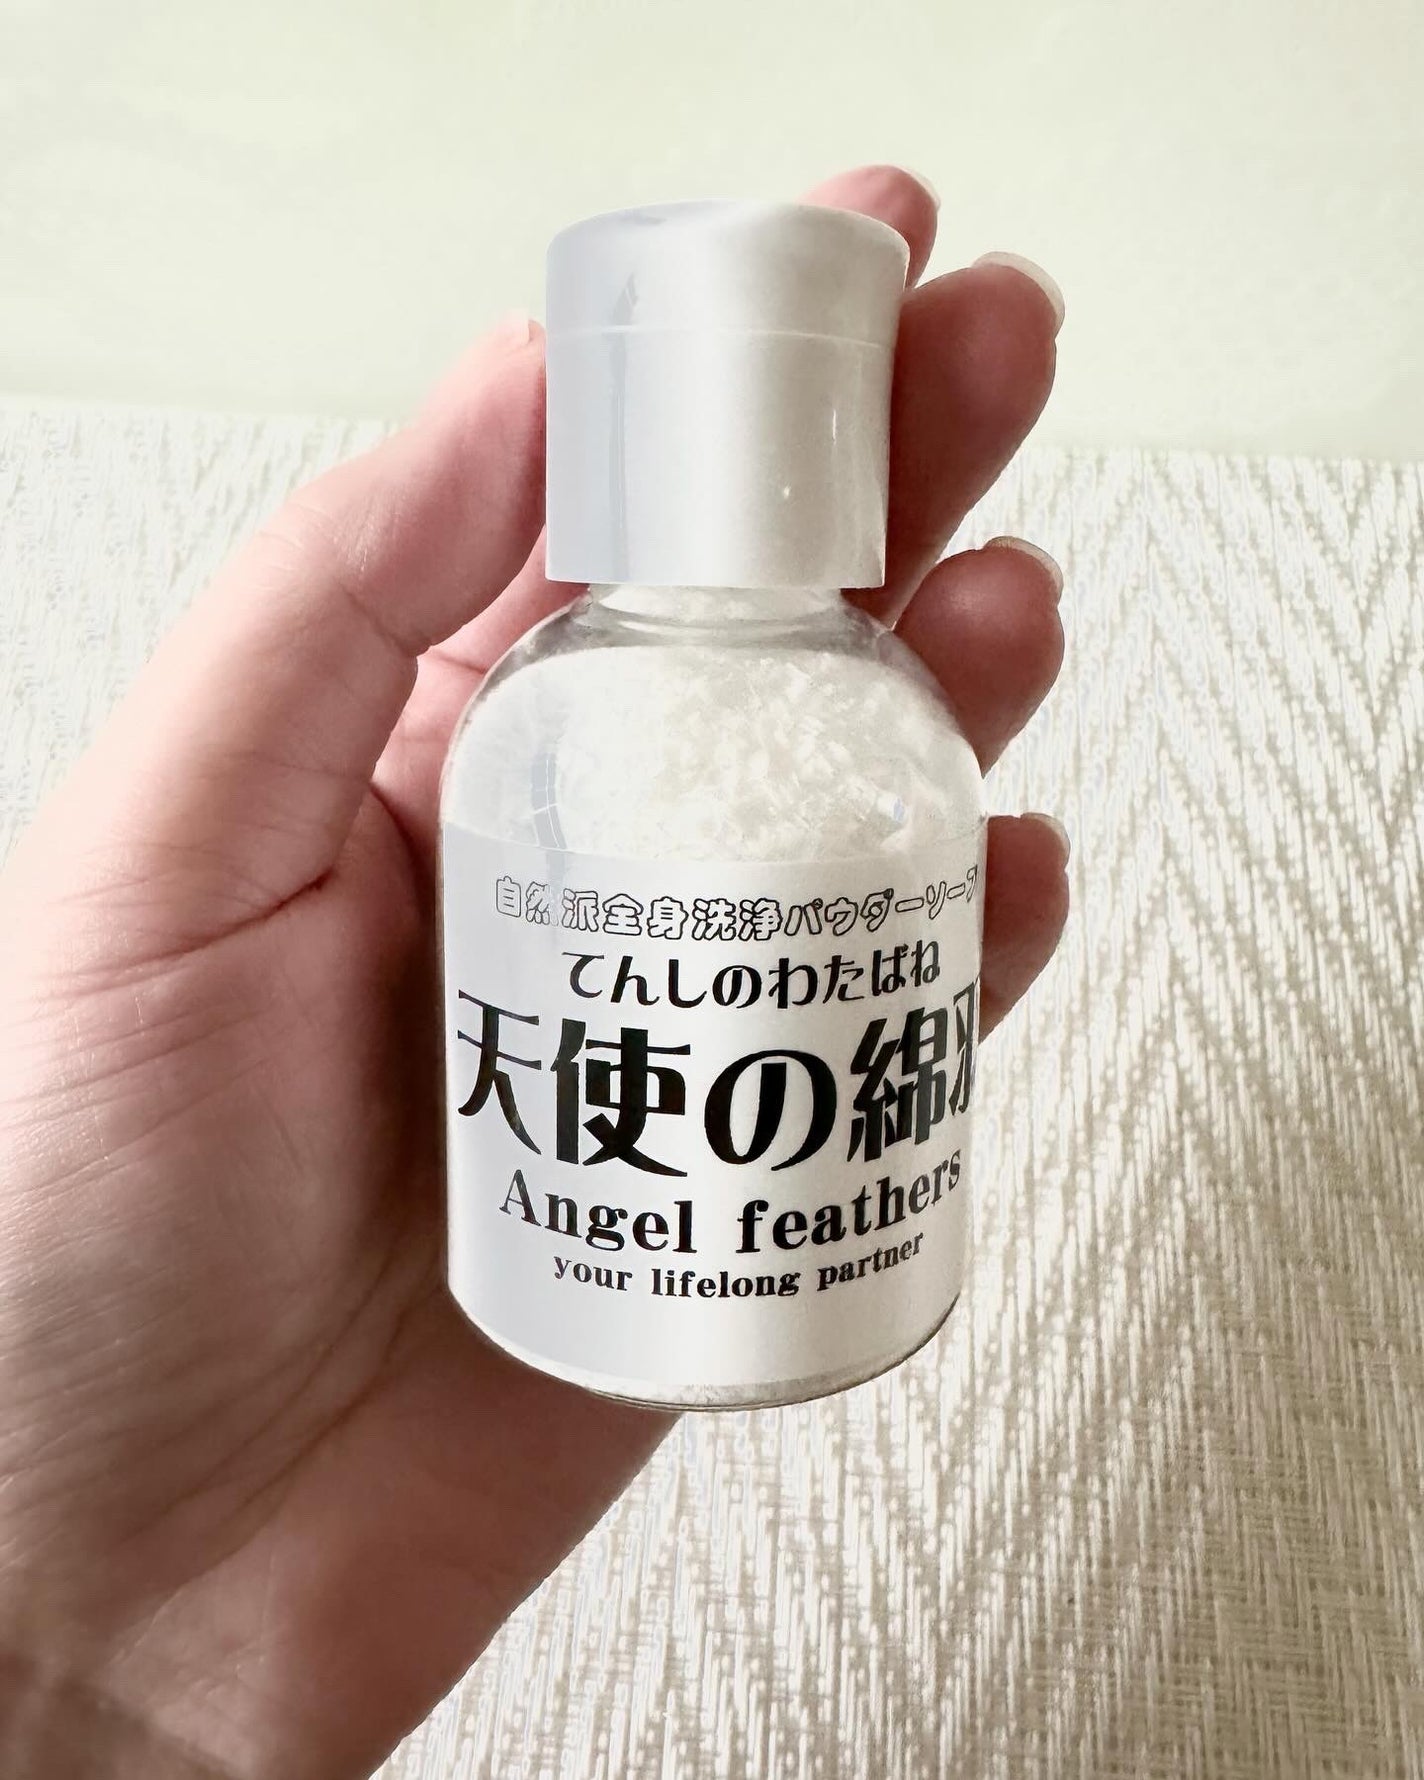 自然派全身洗浄パウダーソープ
てんしのわたばね
天使の綿羽
Angel feathers
your lifelong partner